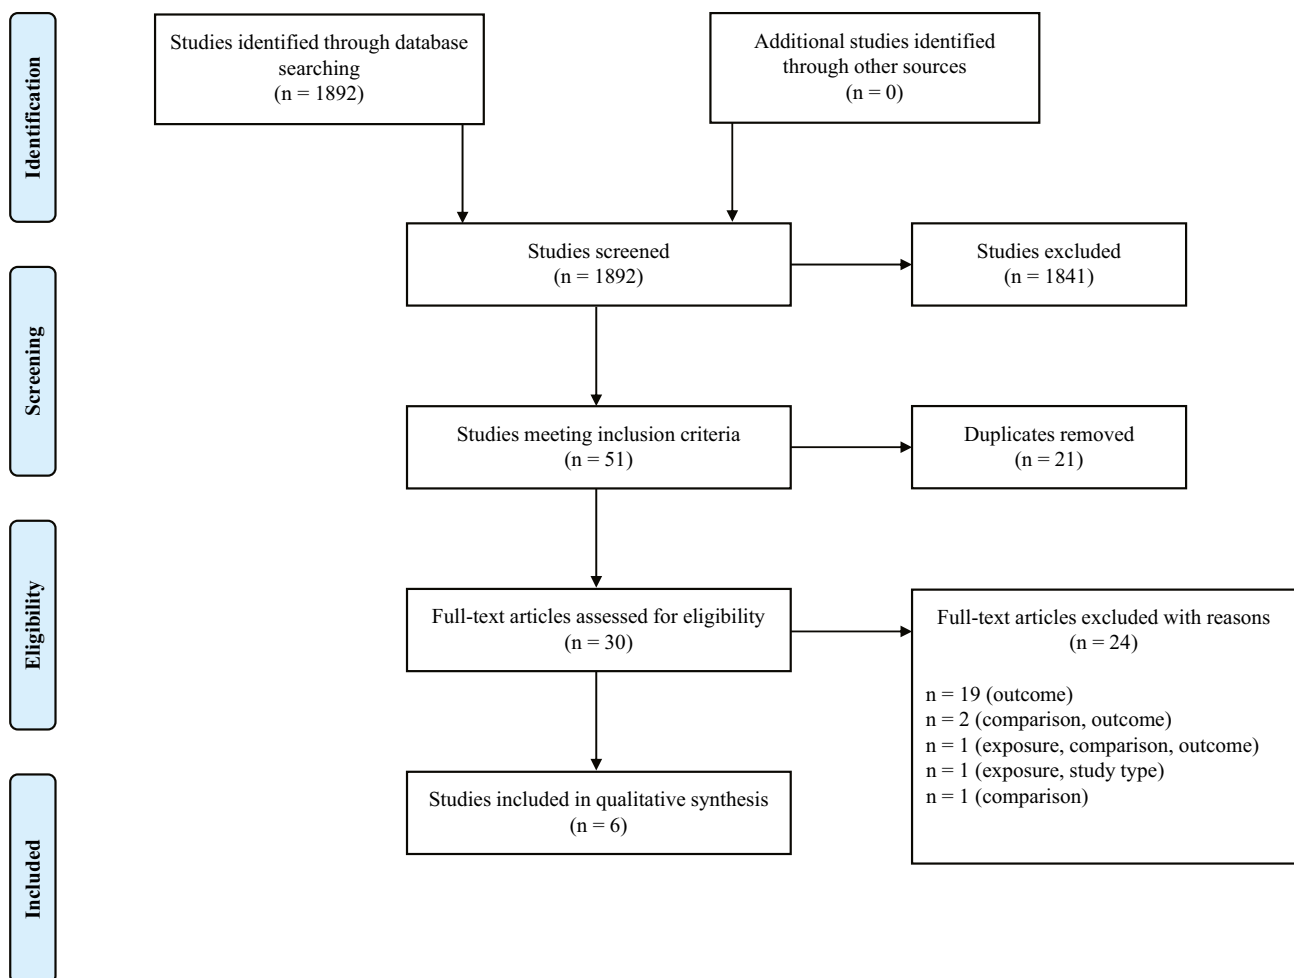 Identification
Studies identified through database
searching
(n = 1892)
Additional studies identified
through other sources
(n = 0)
Studies screened
(n = 1892)
Studies excluded
n = 1841)
Screening
Studies meeting inclusion criteria
(n = 51)
Duplicates removed
(n = 21)
Eligibility
Full-text articles assessed for eligibility
(n = 30)
Full-text articles excluded with reasons
(n = 24)
n = 19 (outcome)
n = 2 (comparison, outcome)
n = 1 (exposure, comparison, outcome)
n = 1 (exposure, study type)
n = 1 (comparison)
Included
Studies included in qualitative synthesis
(n = 6)